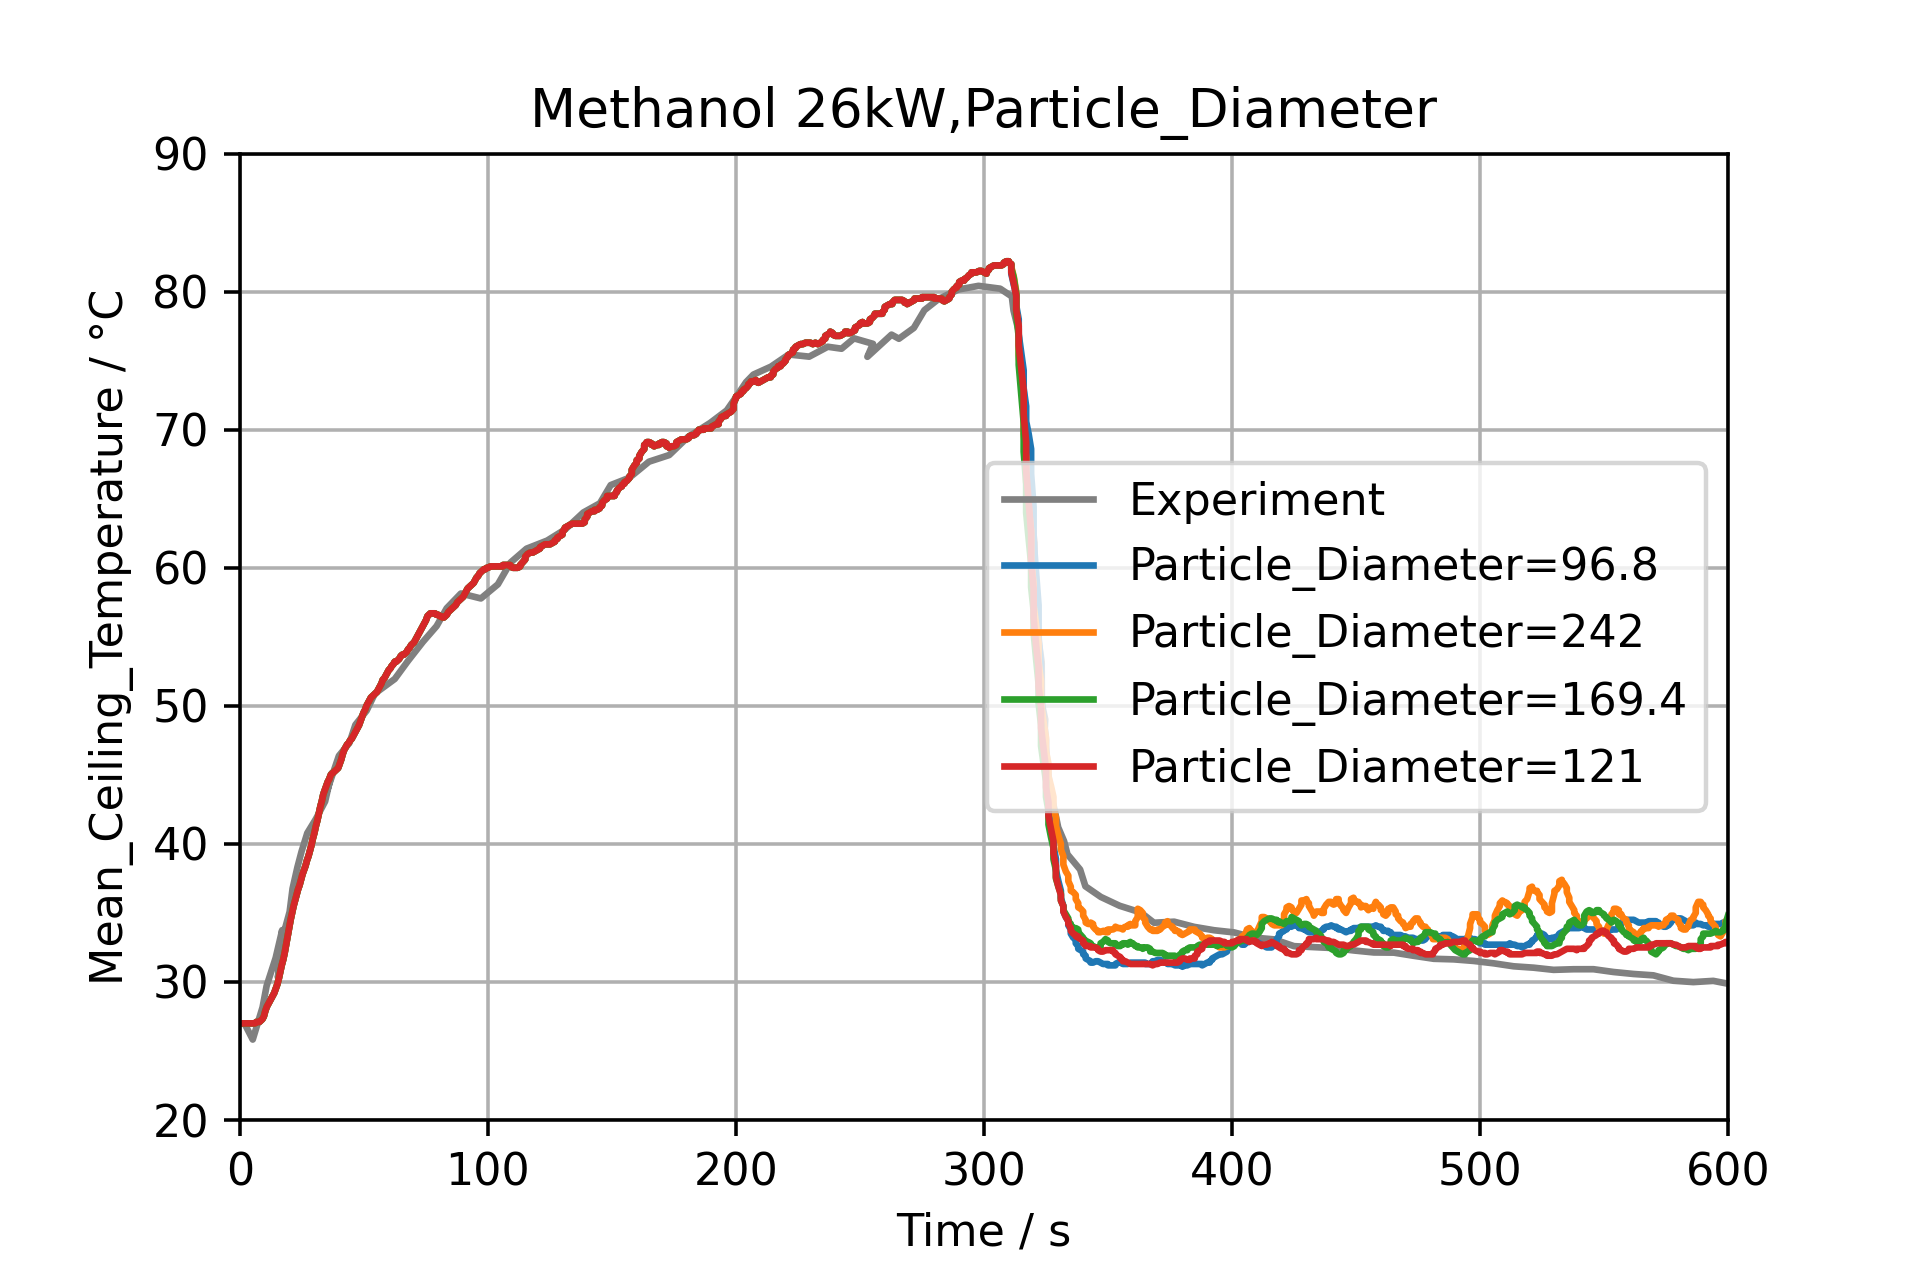 Methanol 26kW,Particle_Diameter
Mean_Ceiling_Temperature / °C
90
80
70
60
50
40
30
20
Experiment
Particle_Diameter=96.8
Particle_Diameter=242
Particle_Diameter=169.4
Particle_Diameter=121
0 100 200 300 400 500 600
Time / s